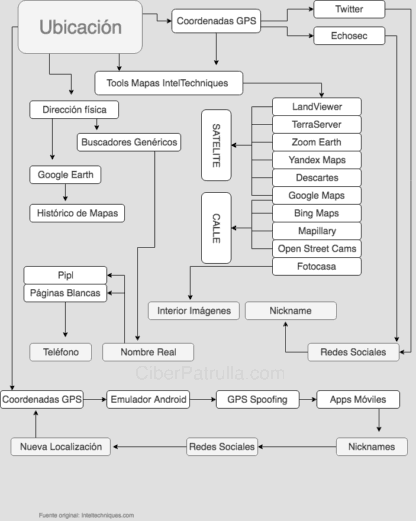 Ubicación
Coordenadas GPS
Twitter
Echosec
Tools Mapas IntelTechniques
Dirección física
Buscadores Genéricos
Google Earth
Histórico de Mapas
SATELITE
CALLE
LandViewer
TerraServer
Zoom Earth
Yandex Maps
Descartes
Google Maps
Bing Maps
Mapillary
Open Street Cams
Fotocasa
Pipl
Páginas Blancas
Interior Imágenes
Nickname
Teléfono
Nombre Real
Redes Sociales
CiberPatrulla.com
Coordenadas GPS
Emulador Android
GPS Spoofing
Apps Móviles
Nueva Localización
Redes Sociales
Nicknames
Fuente original: Inteltechniques.com